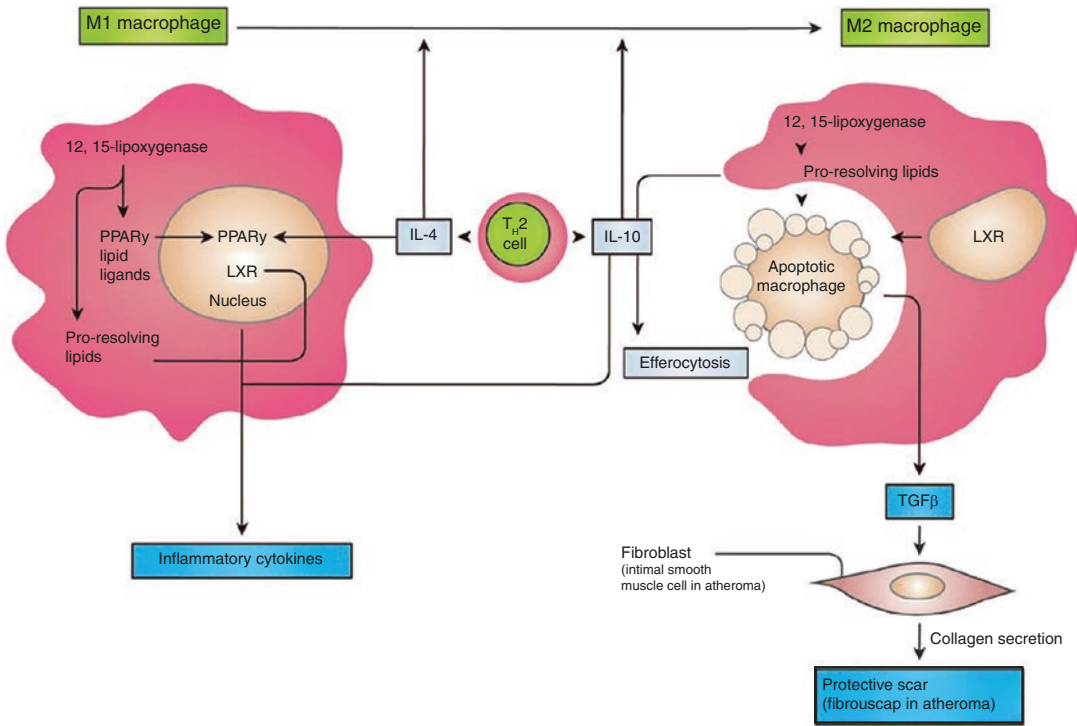 M1 macrophage
M2 macrophage
12, 15-lipoxygenase
PPARγ
lipid
ligands
PPARγ
LXR
Nucleus
Pro-resolving
lipids
IL-4
TH2
cell
IL-10
Efferocytosis
12, 15-lipoxygenase
Pro-resolving lipids
LXR
Apoptotic
macrophage
Inflammatory cytokines
TGFβ
Fibroblast
(intimal smooth
muscle cell in atheroma)
Collagen secretion
Protective scar
(fibrouscap in atheroma)